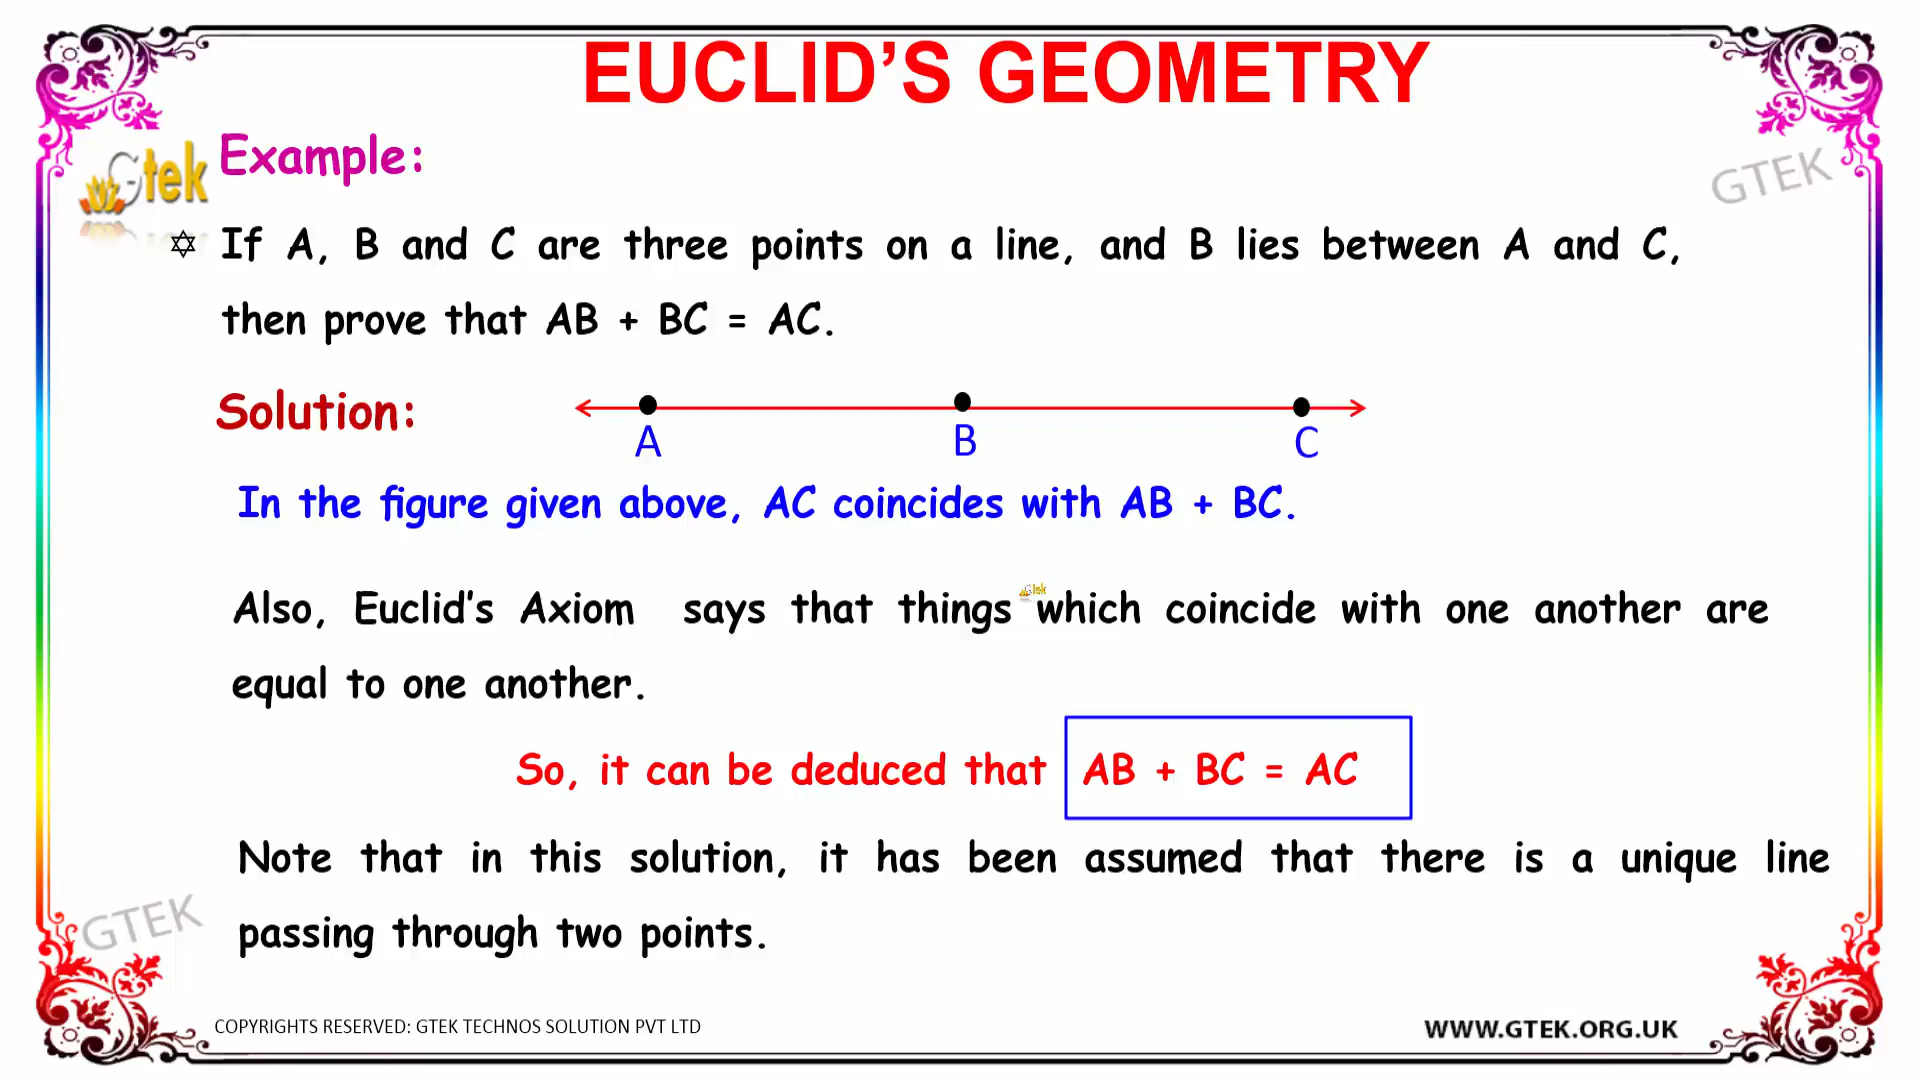 EUCLID’S GEOMETRY
Gtek
Example:
GTEK
✡ If A, B and C are three points on a line, and B lies between A and C,
then prove that AB + BC = AC.
Solution:
A B C
In the figure given above, AC coincides with AB + BC.
Gtek
Also, Euclid's Axiom says that things which coincide with one another are
equal to one another.
So, it can be deduced that AB + BC = AC
Note that in this solution, it has been assumed that there is a unique line
passing through two points.
GTEK
COPYRIGHTS RESERVED: GTEK TECHNOS SOLUTION PVT LTD
WWW.GTEK.ORG.UK